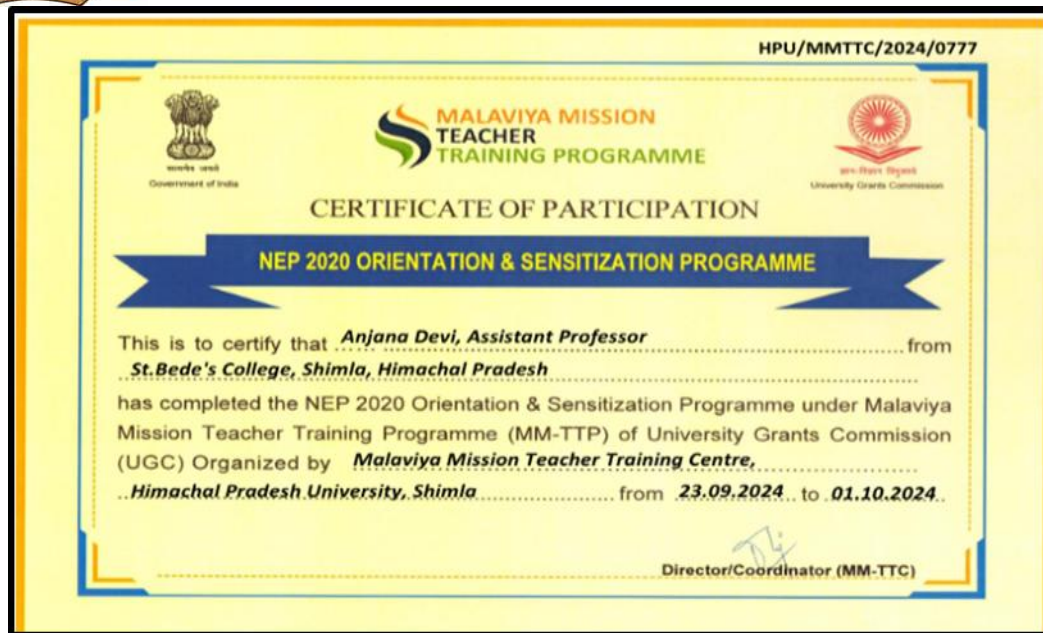 HPU/MMTTC/2024/0777
MALAVIYA MISSION
TEACHER
TRAINING PROGRAMME
सत्यमेव जयते
Government of India
ज्ञान-विज्ञान विमुक्तये
University Grants Commission
CERTIFICATE OF PARTICIPATION
NEP 2020 ORIENTATION & SENSITIZATION PROGRAMME
This is to certify that Anjana Devi, Assistant Professor from
St.Bede's College, Shimla, Himachal Pradesh
has completed the NEP 2020 Orientation & Sensitization Programme under Malaviya
Mission Teacher Training Programme (MM-TTP) of University Grants Commission
(UGC) Organized by Malaviya Mission Teacher Training Centre,
Himachal Pradesh University, Shimla from 23.09.2024 to 01.10.2024
Director/Coordinator (MM-TTC)